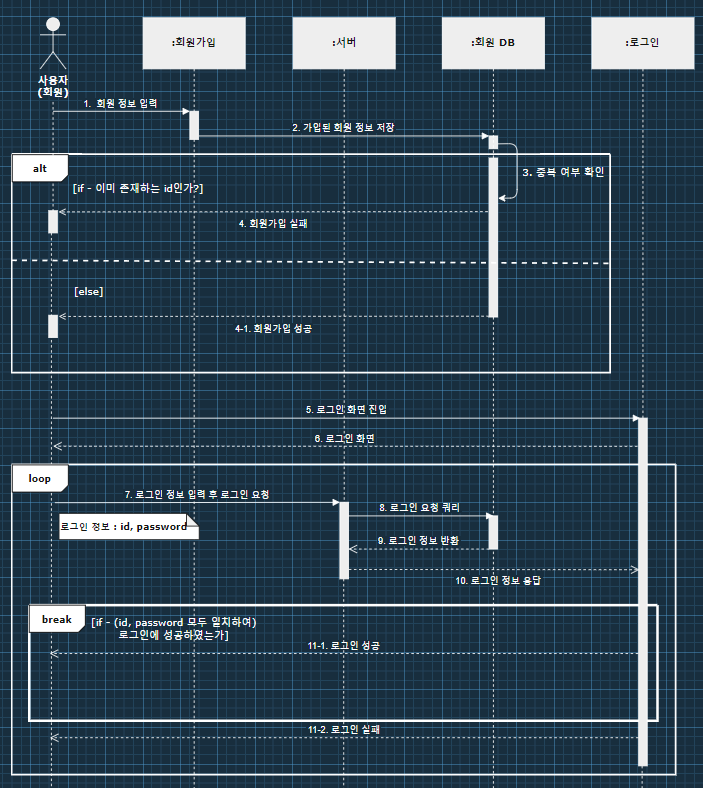 :회원가입
:서버
:회원 DB
:로그인
사용자
(회원)
1. 회원 정보 입력
2. 가입된 회원 정보 저장
alt
3. 중복 여부 확인
[if - 이미 존재하는 id인가?]
4. 회원가입 실패
[else]
4-1. 회원가입 성공
5. 로그인 화면 진입
6. 로그인 화면
loop
7. 로그인 정보 입력 후 로그인 요청
8. 로그인 요청 쿼리
로그인 정보 : id, password
9. 로그인 정보 반환
10. 로그인 정보 응답
break
[if - (id, password 모두 일치하여)
로그인에 성공하였는가]
11-1. 로그인 성공
11-2. 로그인 실패